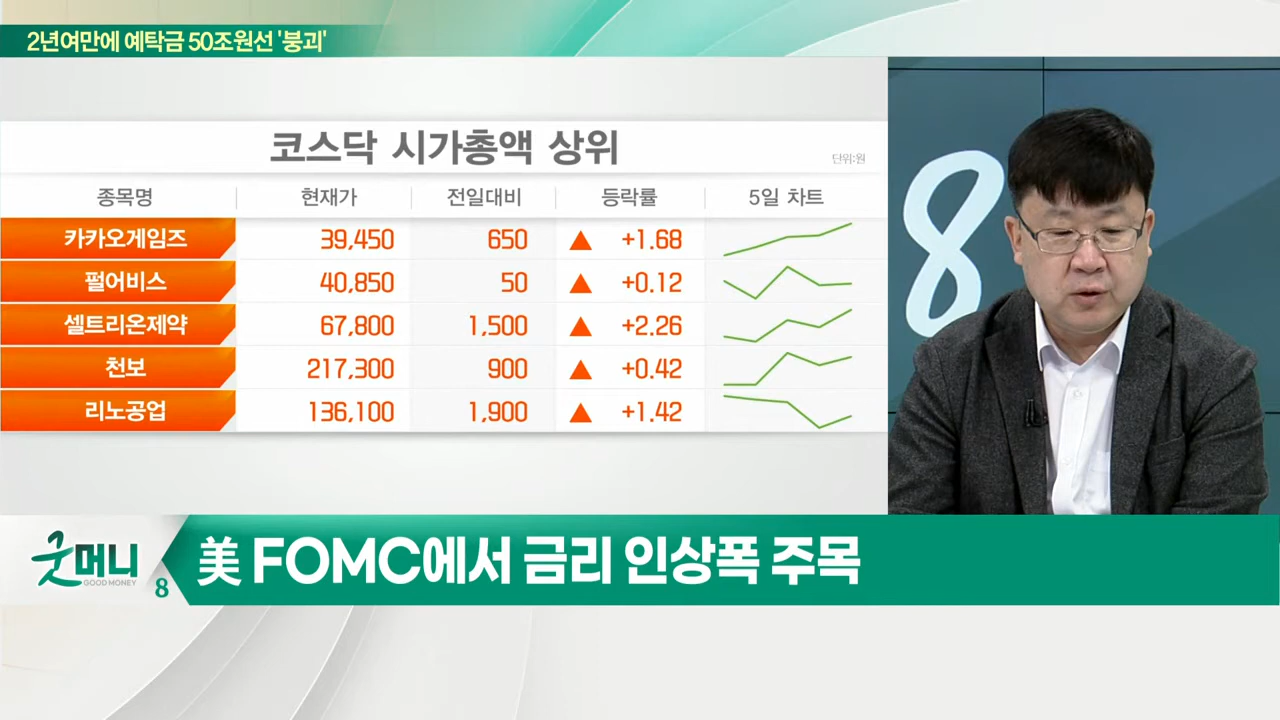 2년여만에 예탁금 50조원선 '붕괴'
코스닥 시가총액 상위
단위:원
종목명 현재가 전일대비 등락률 5일 차트
카카오게임즈 39,450 650 ▲ +1.68
펄어비스 40,850 50 ▲ +0.12
셀트리온제약 67,800 1,500 ▲ +2.26
천보 217,300 900 ▲ +0.42
리노공업 136,100 1,900 ▲ +1.42
8
굿머니
GOOD MONEY
8
美 FOMC에서 금리 인상폭 주목